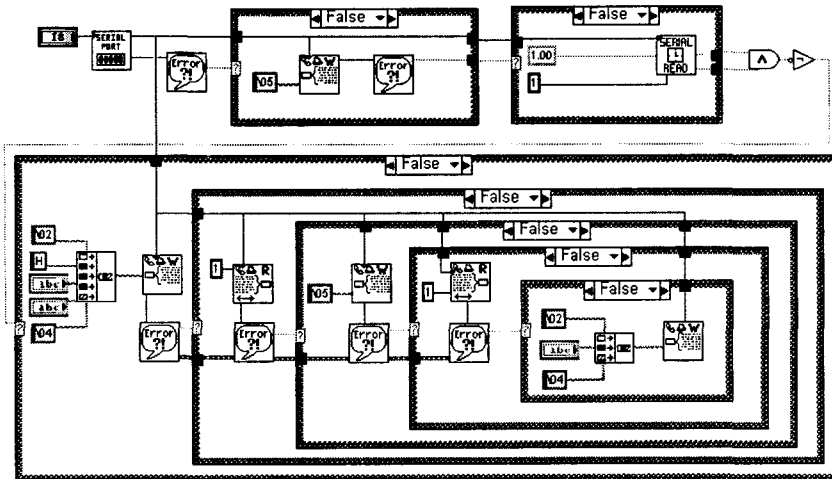 False
False
I8
SERIAL
PORT
Error
?!
W
\05
Error
?!
1.00
1
SERIAL
READ
False
False
False
False
False
\02
H
abc
abc
\04
W
Error
?!
1
R
Error
?!
\05
W
Error
?!
1
R
Error
?!
\02
abc
\04
W
?
?
?
?
?
?
?